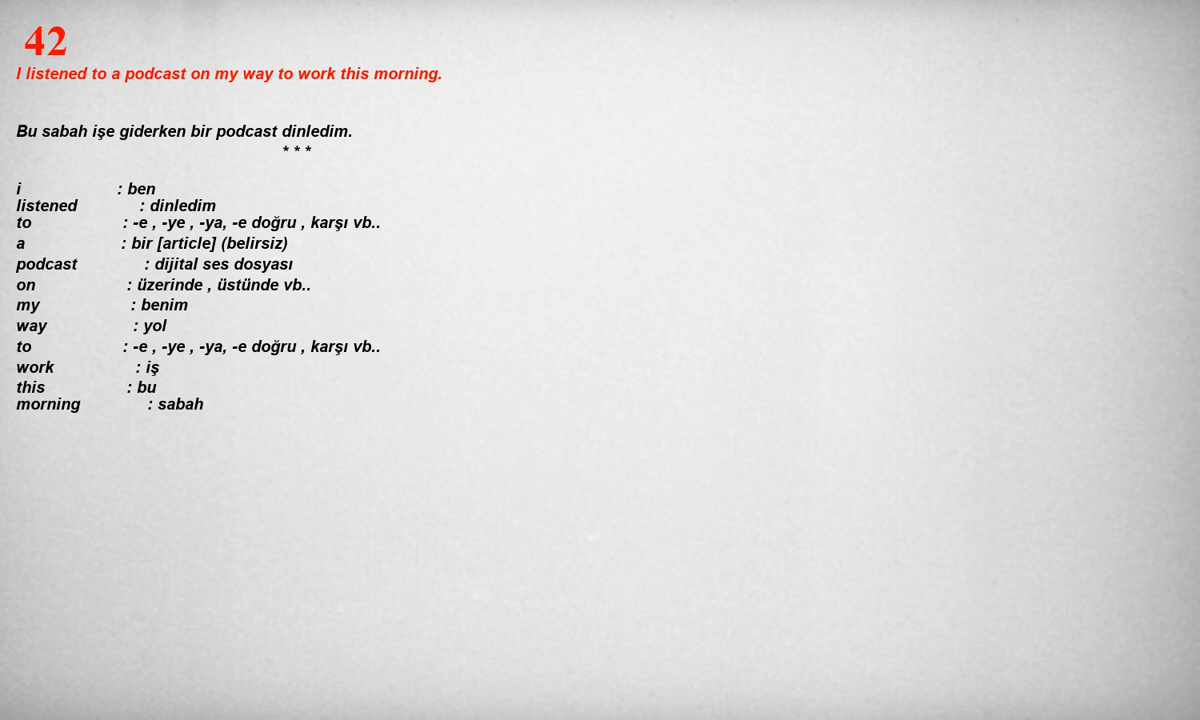 42
I listened to a podcast on my way to work this morning.
Bu sabah işe giderken bir podcast dinledim.
* * *
i : ben
listened : dinledim
to : -e , -ye , -ya, -e doğru , karşı vb..
a : bir [article] (belirsiz)
podcast : dijital ses dosyası
on : üzerinde , üstünde vb..
my : benim
way : yol
to : -e , -ye , -ya, -e doğru , karşı vb..
work : iş
this : bu
morning : sabah